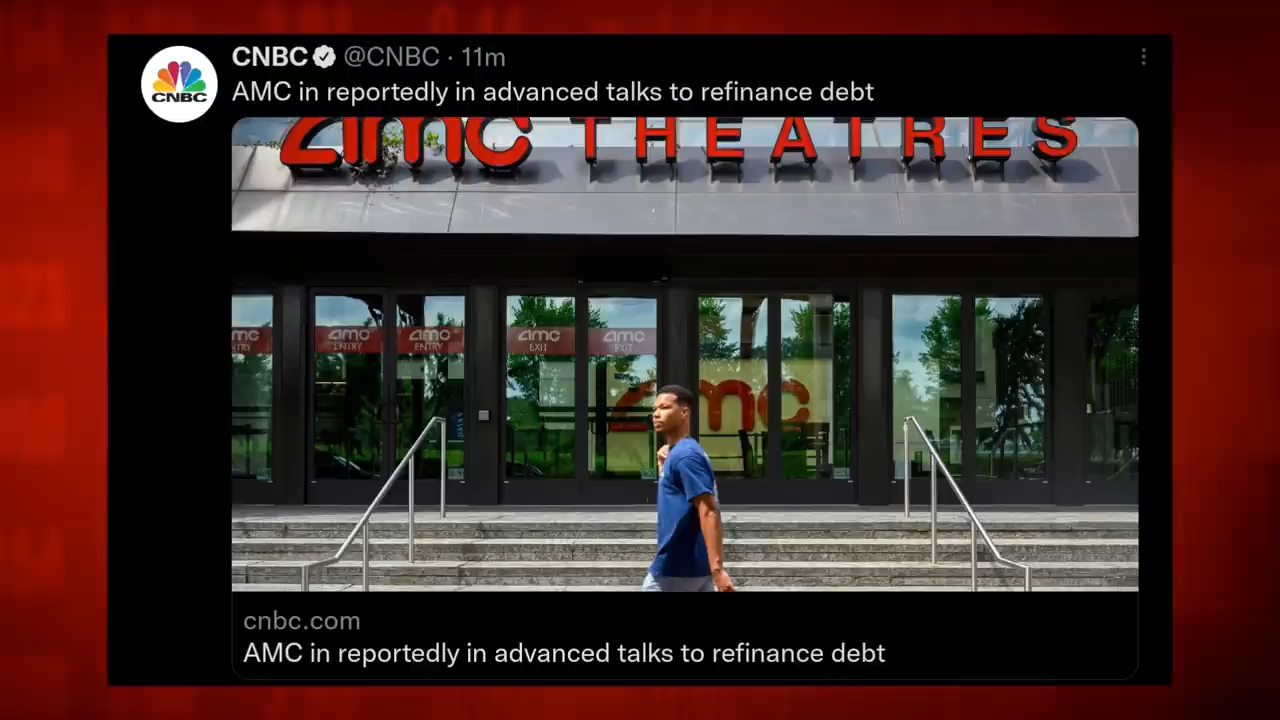 CNBC @CNBC · 11m
CNBC
AMC in reportedly in advanced talks to refinance debt
amc THEATRES
amc ENTRY
amc ENTRY
amc EXIT
amc EXIT
amc
cnbc.com
AMC in reportedly in advanced talks to refinance debt